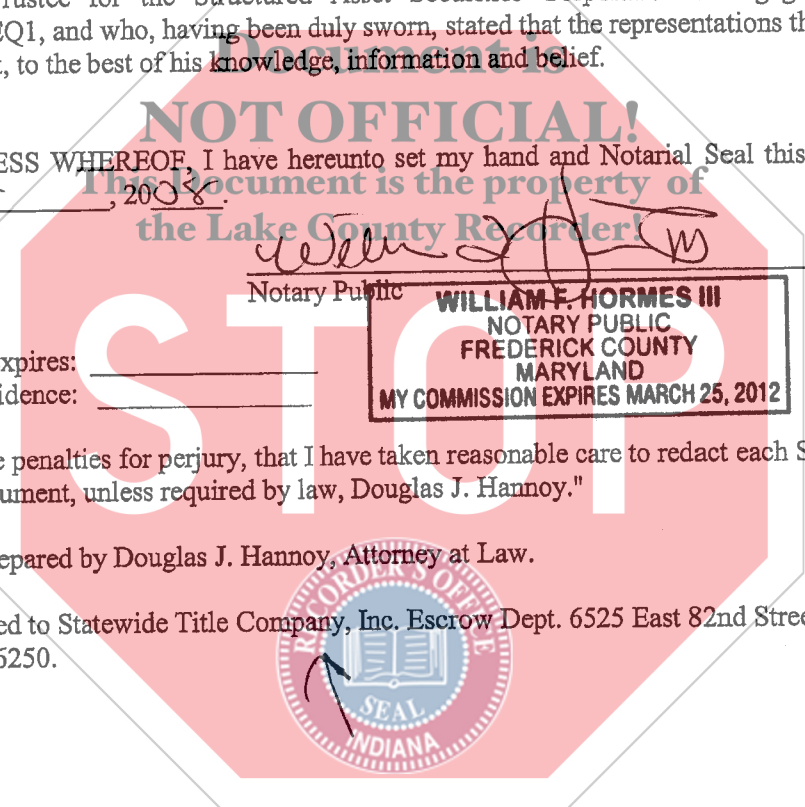 Trustee for the Structured Asset Securities
EQ1, and who, having been duly sworn, stated that the representations th
t, to the best of his knowledge, information and belief.
Document is
NOT OFFICIAL!
This Document is the property of
the Lake County Recorder!
ESS WHEREOF, I have hereunto set my hand and Notarial Seal this
, 2008.
Notary Public
WILLIAM F. HORMES III
NOTARY PUBLIC
FREDERICK COUNTY
MARYLAND
MY COMMISSION EXPIRES MARCH 25, 2012
xpires:
idence:
STOP
e penalties for perjury, that I have taken reasonable care to redact each S
ument, unless required by law, Douglas J. Hannoy."
epared by Douglas J. Hannoy, Attorney at Law.
ed to Statewide Title Company, Inc. Escrow Dept. 6525 East 82nd Stree
6250.
RECORDER'S OFFICE
SEAL
INDIANA